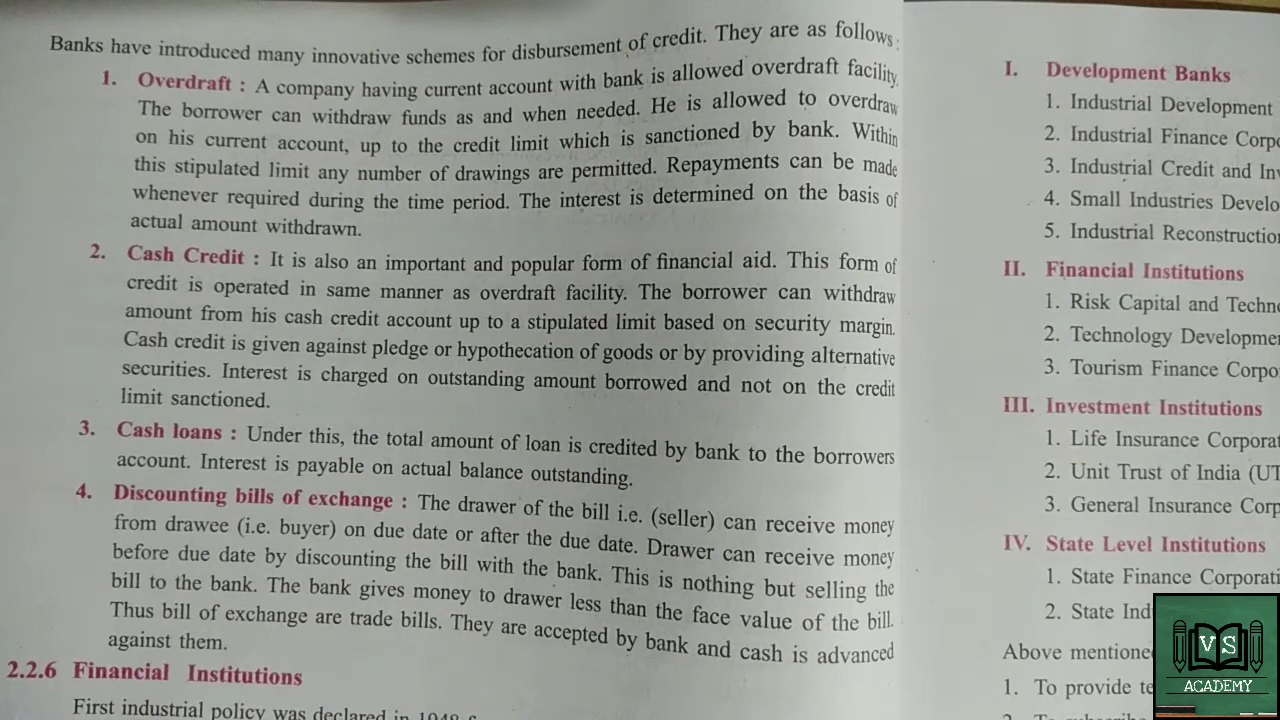 Banks have introduced many innovative schemes for disbursement of credit. They are as follows :
1. Overdraft : A company having current account with bank is allowed overdraft facility.
The borrower can withdraw funds as and when needed. He is allowed to overdraw
on his current account, up to the credit limit which is sanctioned by bank. Within
this stipulated limit any number of drawings are permitted. Repayments can be made
whenever required during the time period. The interest is determined on the basis of
actual amount withdrawn.
2. Cash Credit : It is also an important and popular form of financial aid. This form of
credit is operated in same manner as overdraft facility. The borrower can withdraw
amount from his cash credit account up to a stipulated limit based on security margin.
Cash credit is given against pledge or hypothecation of goods or by providing alternative
securities. Interest is charged on outstanding amount borrowed and not on the credit
limit sanctioned.
3. Cash loans : Under this, the total amount of loan is credited by bank to the borrowers
account. Interest is payable on actual balance outstanding.
4. Discounting bills of exchange : The drawer of the bill i.e. (seller) can receive money
from drawee (i.e. buyer) on due date or after the due date. Drawer can receive money
before due date by discounting the bill with the bank. This is nothing but selling the
bill to the bank. The bank gives money to drawer less than the face value of the bill.
Thus bill of exchange are trade bills. They are accepted by bank and cash is advanced
against them.
2.2.6 Financial Institutions
First industrial policy was declared in
I. Development Banks
1. Industrial Development
2. Industrial Finance
3. Industrial Credit and
4. Small Industries
5. Industrial
II. Financial Institutions
1. Risk Capital and
2. Technology
3. Tourism Finance
III. Investment Institutions
1. Life Insurance
2. Unit Trust of India
3. General Insurance
IV. State Level Institutions
1. State Finance
2. State
Above
1. To provide
VS
ACADEMY